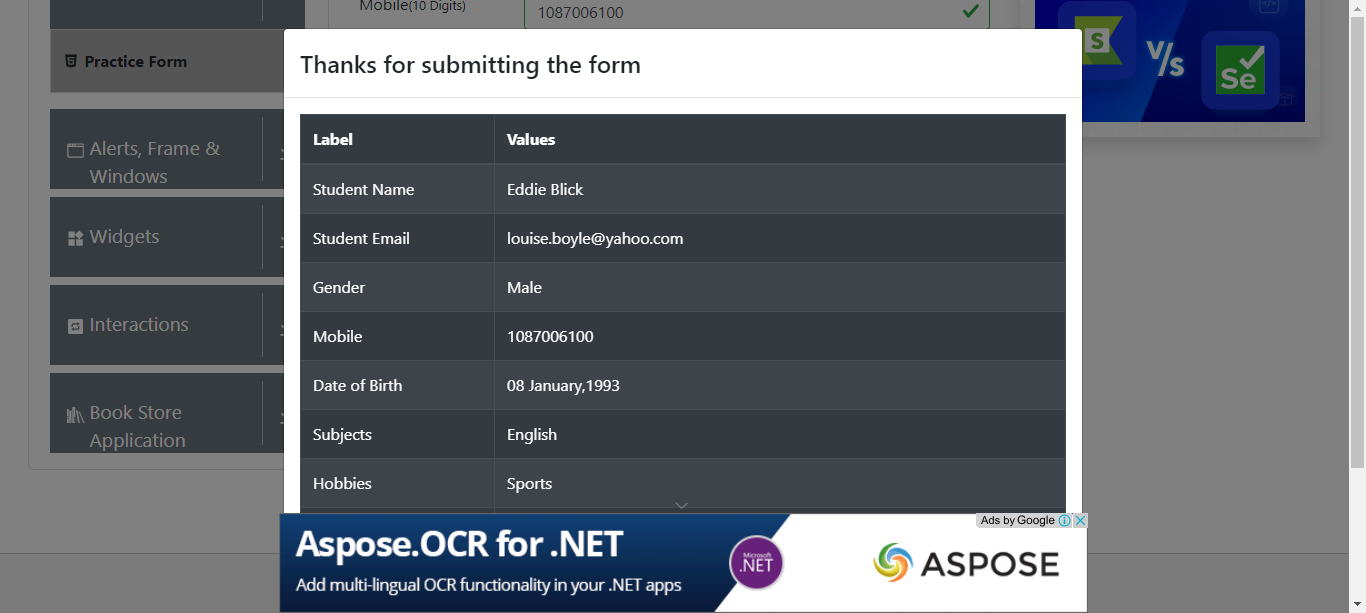 Mobile(10 Digits)
1087006100
Practice Form
Alerts, Frame &
Windows
Widgets
Interactions
Book Store
Application
S
V/s
Se
Thanks for submitting the form
Label Values
Student Name Eddie Blick
Student Email louise.boyle@yahoo.com
Gender Male
Mobile 1087006100
Date of Birth 08 January,1993
Subjects English
Hobbies Sports
Ads by Google
Aspose.OCR for .NET
Add multi-lingual OCR functionality in your .NET apps
Microsoft
.NET
ASPOSE